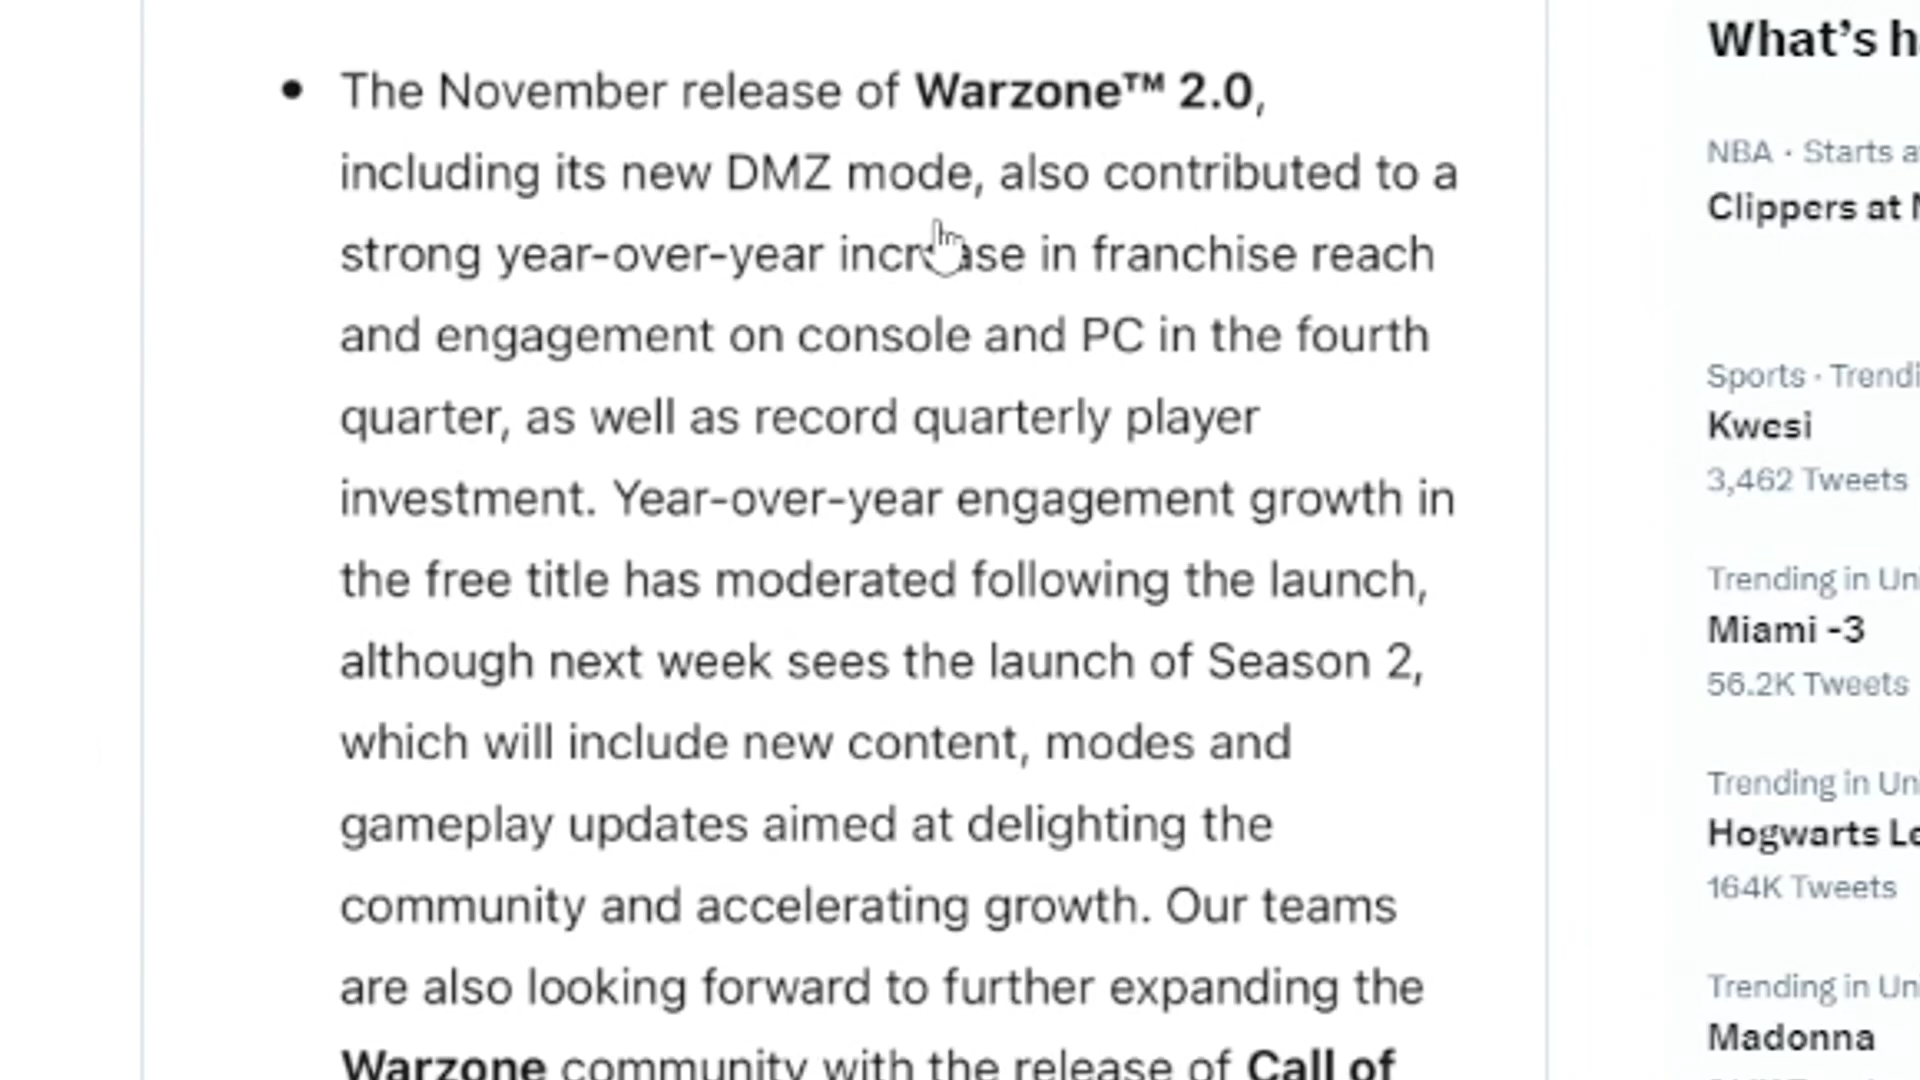 • The November release of Warzone™ 2.0,
including its new DMZ mode, also contributed to a
strong year-over-year increase in franchise reach
and engagement on console and PC in the fourth
quarter, as well as record quarterly player
investment. Year-over-year engagement growth in
the free title has moderated following the launch,
although next week sees the launch of Season 2,
which will include new content, modes and
gameplay updates aimed at delighting the
community and accelerating growth. Our teams
are also looking forward to further expanding the
Warzone community with the release of Call of
What's h
NBA · Starts a
Clippers at
Sports · Trendi
Kwesi
3,462 Tweets
Trending in Un
Miami -3
56.2K Tweets
Trending in Un
Hogwarts Le
164K Tweets
Trending in Un
Madonna